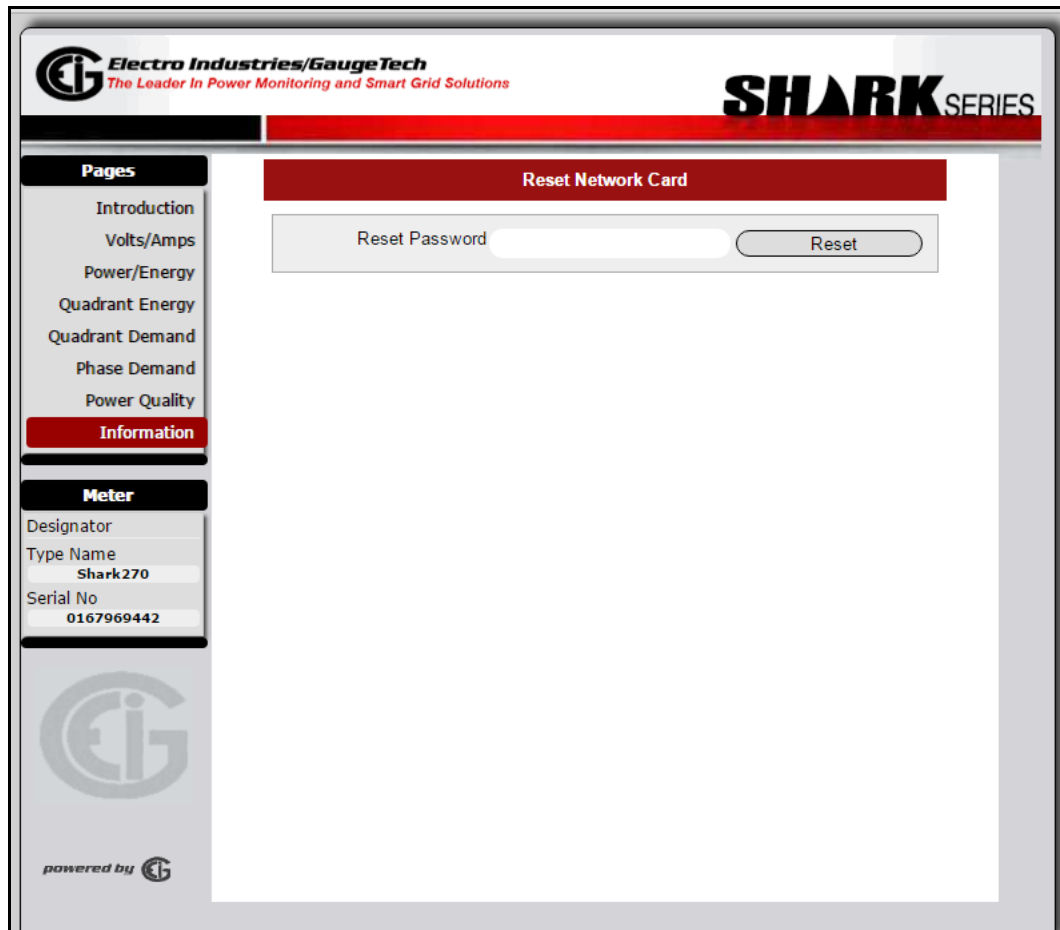 Electro Industries/GaugeTech
The Leader In Power Monitoring and Smart Grid Solutions
SHARK SERIES
Pages
Introduction
Volts/Amps
Power/Energy
Quadrant Energy
Quadrant Demand
Phase Demand
Power Quality
Information
Meter
Designator
Type Name
Shark270
Serial No
0167969442
powered by EIG
Reset Network Card
Reset Password Reset